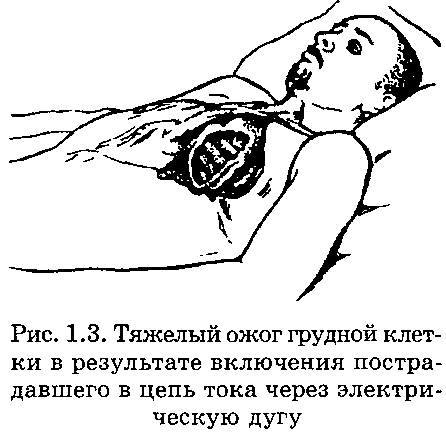 Рис. 1.3. Тяжелый ожог грудной клет-
ки в результате включения постра-
давшего в цепь тока через электри-
ческую дугу